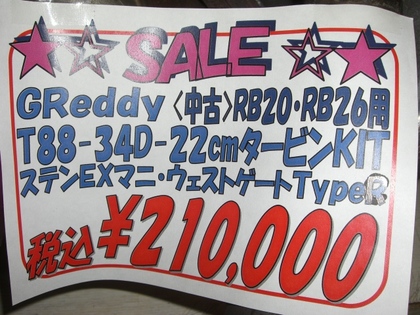 SALE
GReddy〈中古〉RB20・RB26用
T88-34D-22cmタービンKIT
ステンEXマニ・ウェストゲートTypeR
税込¥210,000